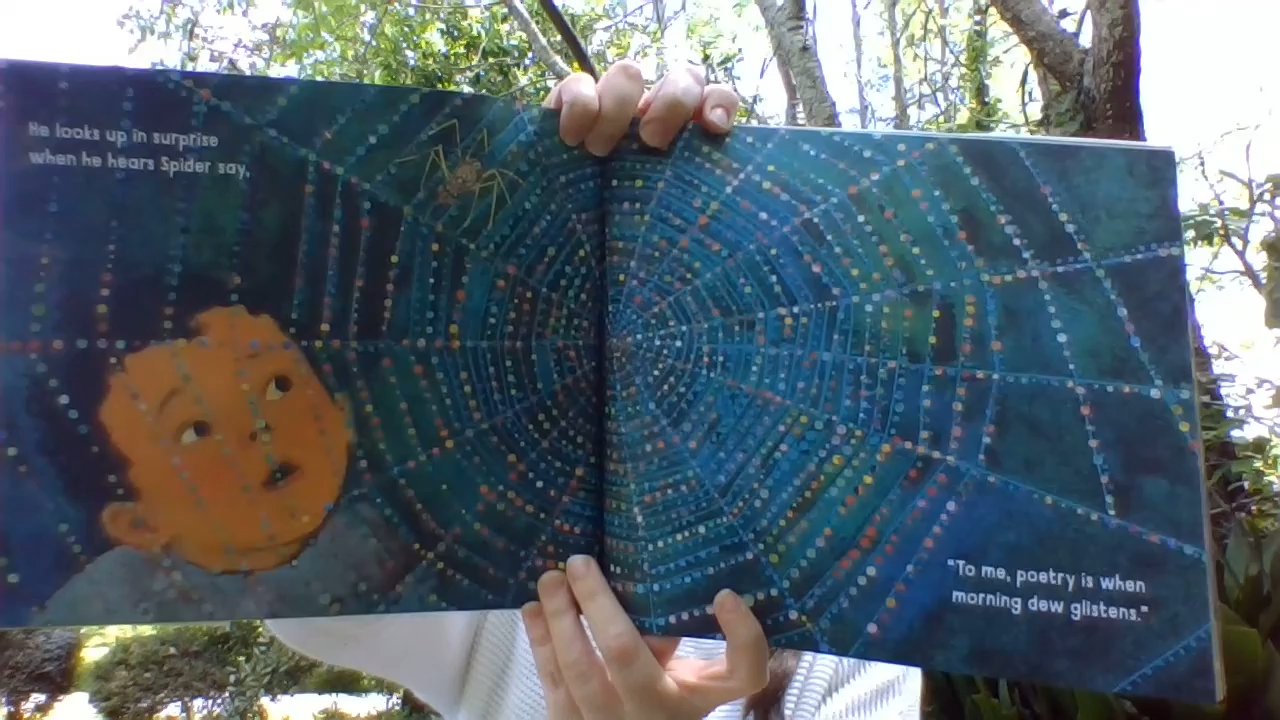 He looks up in surprise
when he hears Spider say,
"To me, poetry is when
morning dew glistens."